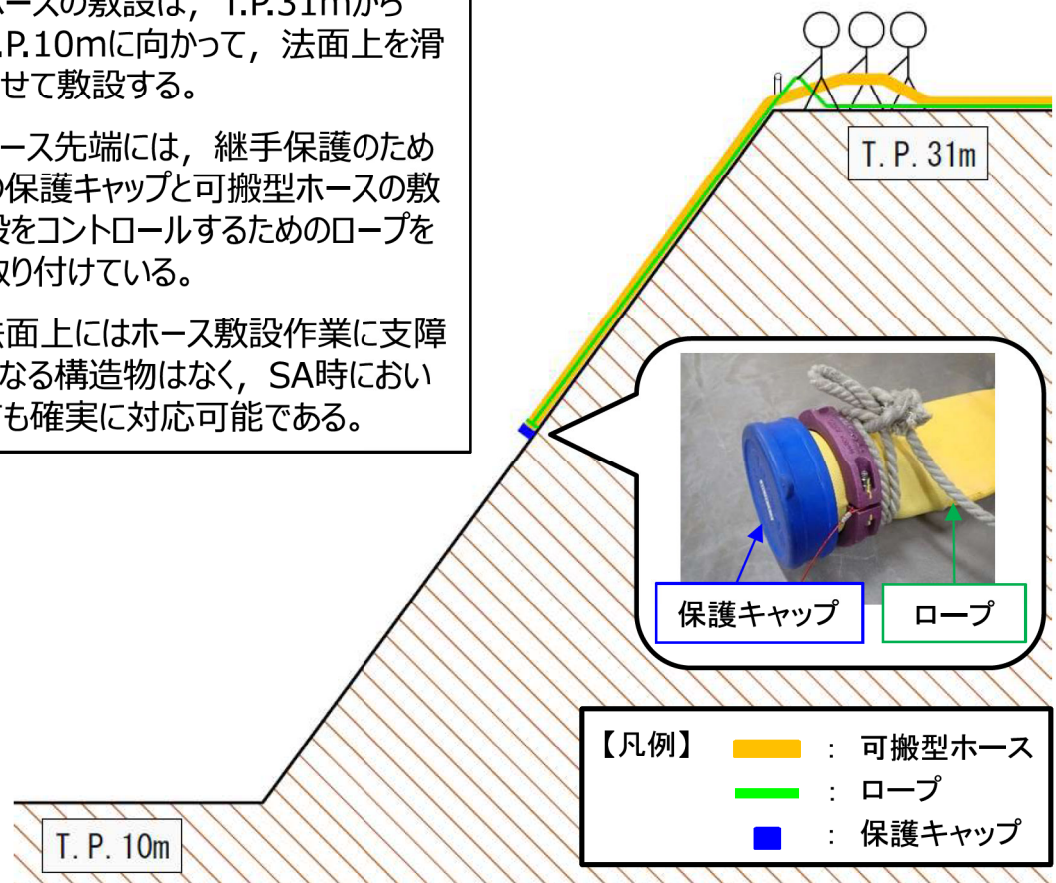 ースの敷設は，T.P.31mから
.P.10mに向かって，法面上を滑
せて敷設する。
ース先端には，継手保護のため
の保護キャップと可搬型ホースの敷
設をコントロールするためのロープを
取り付けている。
法面上にはホース敷設作業に支障
なる構造物はなく，SA時におい
も確実に対応可能である。
T.P.31m
保護キャップ
ロープ
【凡例】
： 可搬型ホース
： ロープ
： 保護キャップ
T.P.10m